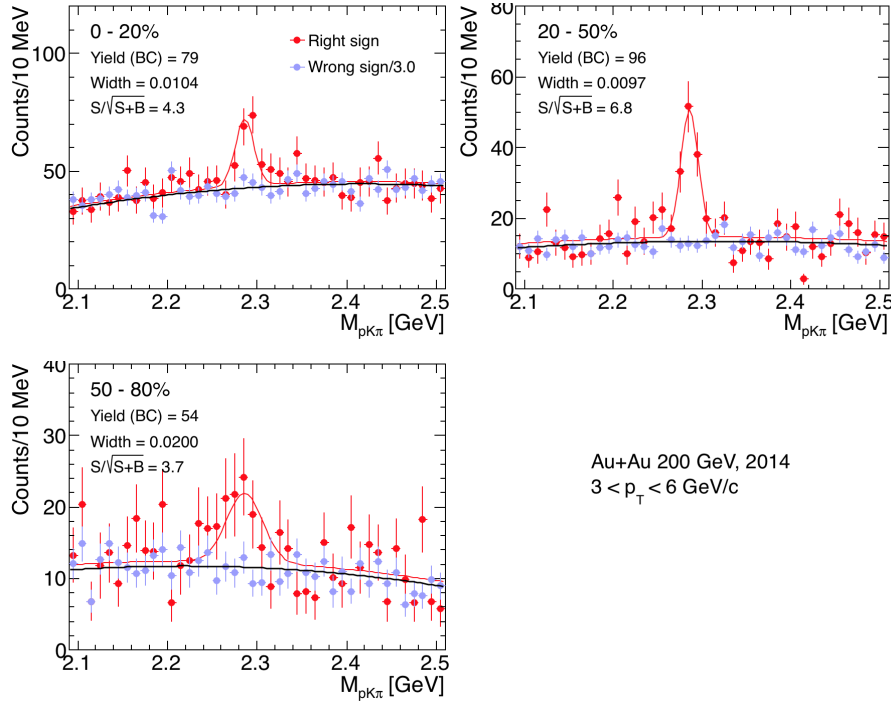 Counts/10 MeV
0 - 20%
Yield (BC) = 79
Width = 0.0104
S/√S+B = 4.3
Right sign
Wrong sign/3.0
100
50
0
2.1 2.2 2.3 2.4 2.5
M_pKπ [GeV]
Counts/10 MeV
20 - 50%
Yield (BC) = 96
Width = 0.0097
S/√S+B = 6.8
80
60
40
20
0
2.1 2.2 2.3 2.4 2.5
M_pKπ [GeV]
Counts/10 MeV
50 - 80%
Yield (BC) = 54
Width = 0.0200
S/√S+B = 3.7
40
30
20
10
0
2.1 2.2 2.3 2.4 2.5
M_pKπ [GeV]
Au+Au 200 GeV, 2014
3 < p_T < 6 GeV/c